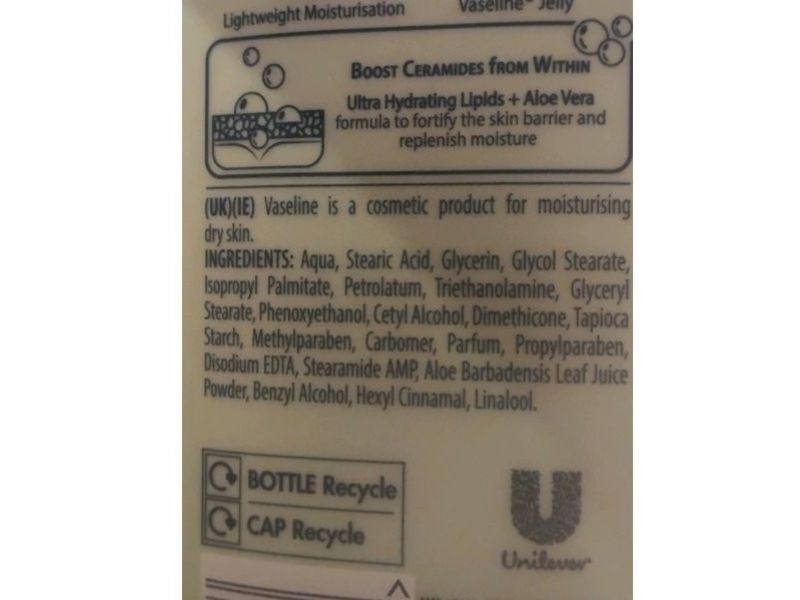 Lightweight Moisturisation
Vaseline® Jelly
BOOST CERAMIDES FROM WITHIN
Ultra Hydrating Lipids + Aloe Vera
formula to fortify the skin barrier and
replenish moisture
(UK)(IE) Vaseline is a cosmetic product for moisturising
dry skin.
INGREDIENTS: Aqua, Stearic Acid, Glycerin, Glycol Stearate,
Isopropyl Palmitate, Petrolatum, Triethanolamine, Glyceryl
Stearate, Phenoxyethanol, Cetyl Alcohol, Dimethicone, Tapioca
Starch, Methylparaben, Carbomer, Parfum, Propylparaben,
Disodium EDTA, Stearamide AMP, Aloe Barbadensis Leaf Juice
Powder, Benzyl Alcohol, Hexyl Cinnamal, Linalool.
BOTTLE Recycle
CAP Recycle
Unilever